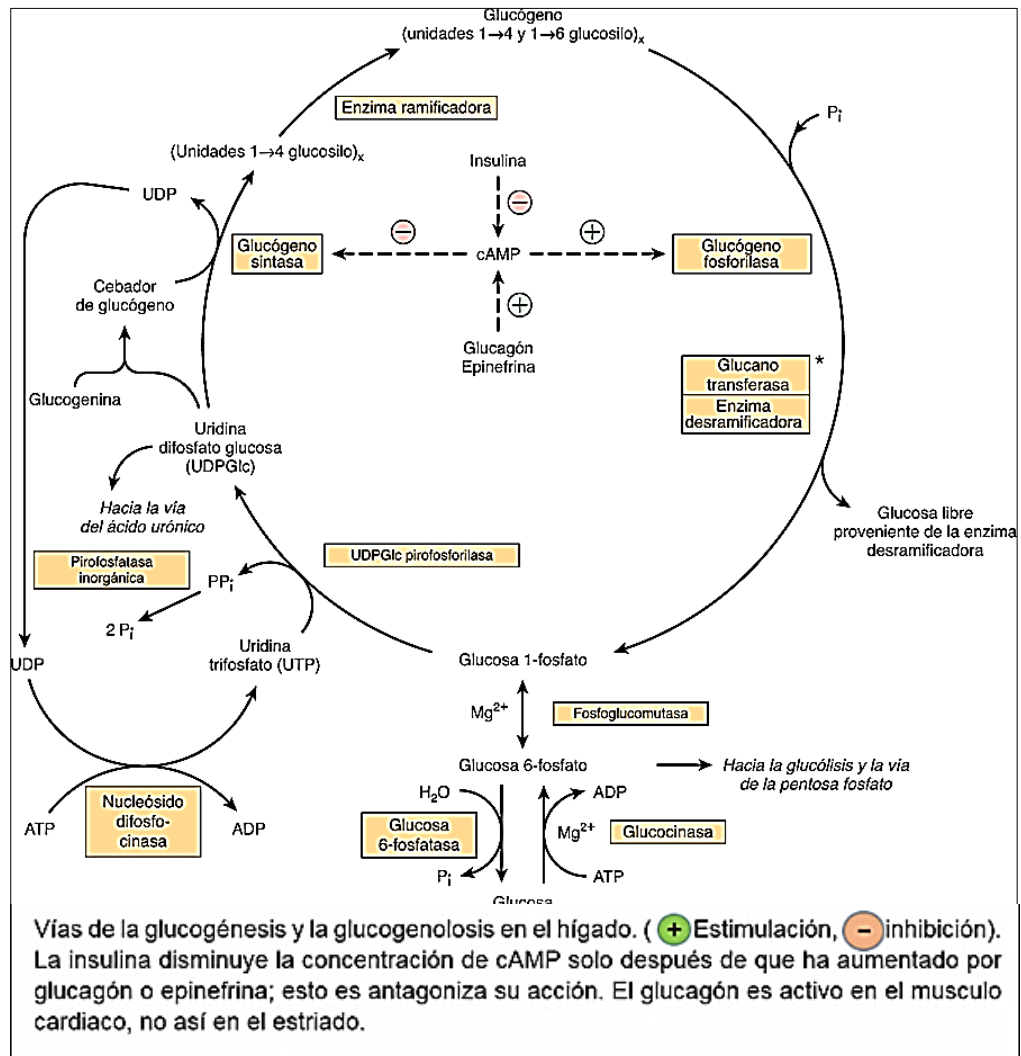 Glucógeno
(unidades 1→4 y 1→6 glucosilo)x
Enzima ramificadora
Pi
(Unidades 1→4 glucosilo)x
Insulina
UDP
−
Glucógeno
sintasa
−
cAMP
+
Glucógeno
fosforilasa
Cebador
de glucógeno
+
Glucagón
Epinefrina
Glucano
transferasa
*
Enzima
desramificadora
Glucogenina
Uridina
difosfato glucosa
(UDPGlc)
Hacia la vía
del ácido urónico
Glucosa libre
proveniente de la enzima
desramificadora
Pirofosfatasa
inorgánica
UDPGlc pirofosforilasa
PPi
2 Pi
Uridina
trifosfato (UTP)
UDP
Glucosa 1-fosfato
Mg2+
Fosfoglucomutasa
Glucosa 6-fosfato
Hacia la glucólisis y la vía
de la pentosa fosfato
ATP
Nucleósido
difosfo-
cinasa
ADP
H2O
Glucosa
6-fosfatasa
Pi
ADP
Mg2+
Glucocinasa
ATP
Glucosa
Vías de la glucogénesis y la glucogenolosis en el hígado. ( + Estimulación, − inhibición).
La insulina disminuye la concentración de cAMP solo después de que ha aumentado por
glucagón o epinefrina; esto es antagoniza su acción. El glucagón es activo en el musculo
cardiaco, no así en el estriado.